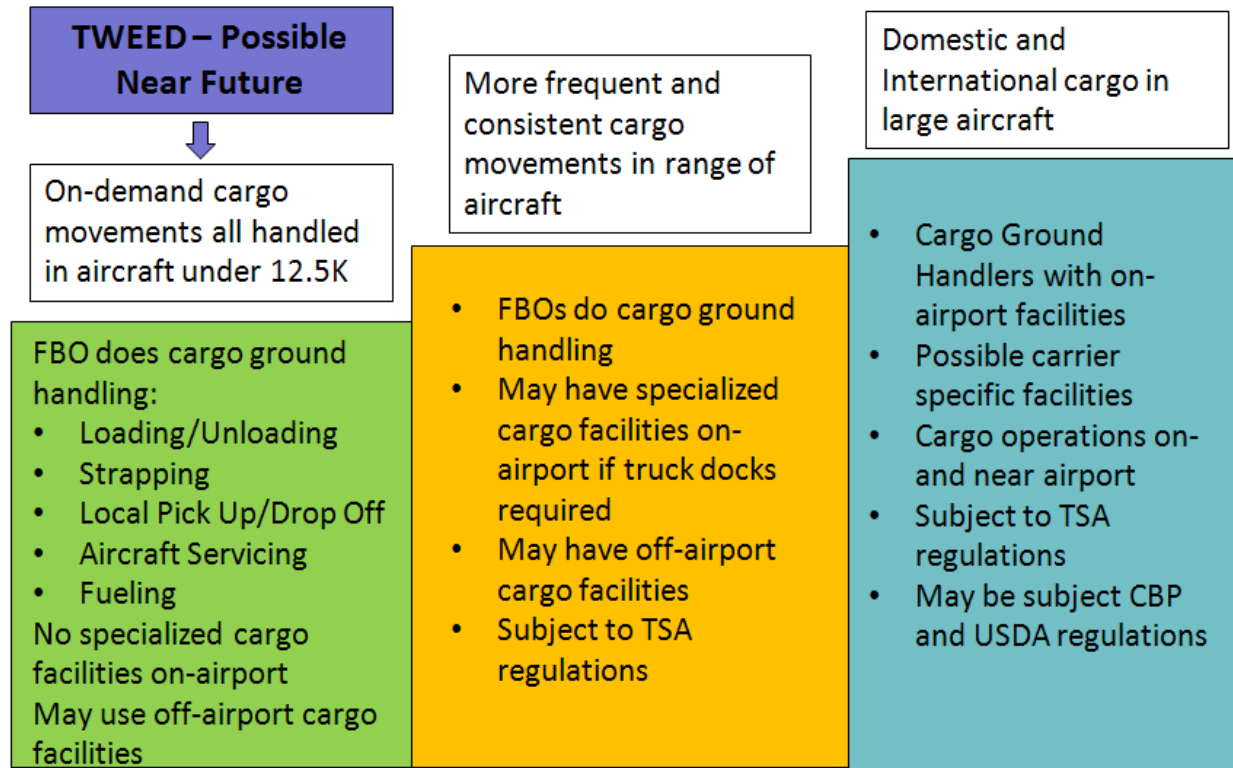 TWEED – Possible
Near Future
On-demand cargo
movements all handled
in aircraft under 12.5K
FBO does cargo ground
handling:
• Loading/Unloading
• Strapping
• Local Pick Up/Drop Off
• Aircraft Servicing
• Fueling
No specialized cargo
facilities on-airport
May use off-airport cargo
facilities
More frequent and
consistent cargo
movements in range of
aircraft
• FBOs do cargo ground
handling
• May have specialized
cargo facilities on-
airport if truck docks
required
• May have off-airport
cargo facilities
• Subject to TSA
regulations
Domestic and
International cargo in
large aircraft
• Cargo Ground
Handlers with on-
airport facilities
• Possible carrier
specific facilities
• Cargo operations on-
and near airport
• Subject to TSA
regulations
• May be subject CBP
and USDA regulations